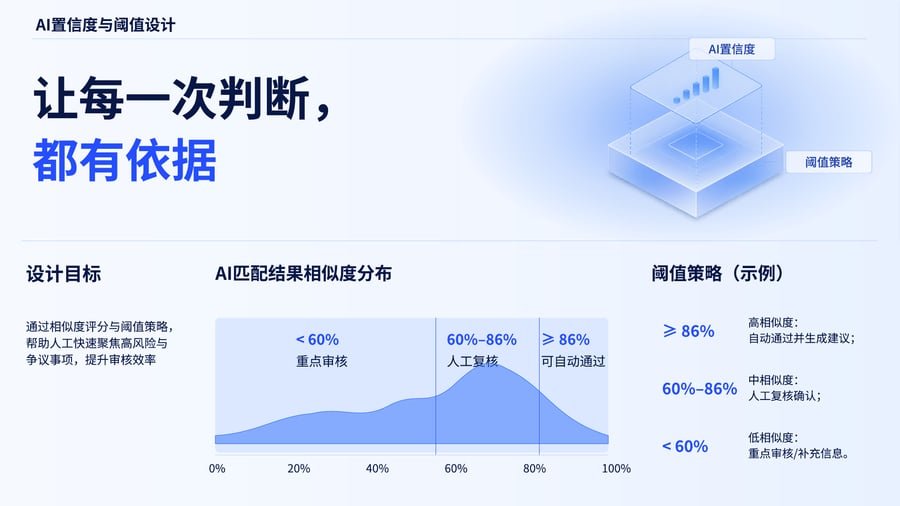 AI置信度与阈值设计
让每一次判断，
都有依据
AI置信度
阈值策略
设计目标
通过相似度评分与阈值策略，
帮助人工快速聚焦高风险与
争议事项，提升审核效率
AI匹配结果相似度分布
< 60%
重点审核
60%–86%
人工复核
⩾ 86%
可自动通过
0%
20%
40%
60%
80%
100%
阈值策略（示例）
⩾ 86%
高相似度：
自动通过并生成建议；
60%–86%
中相似度：
人工复核确认；
< 60%
低相似度：
重点审核/补充信息。